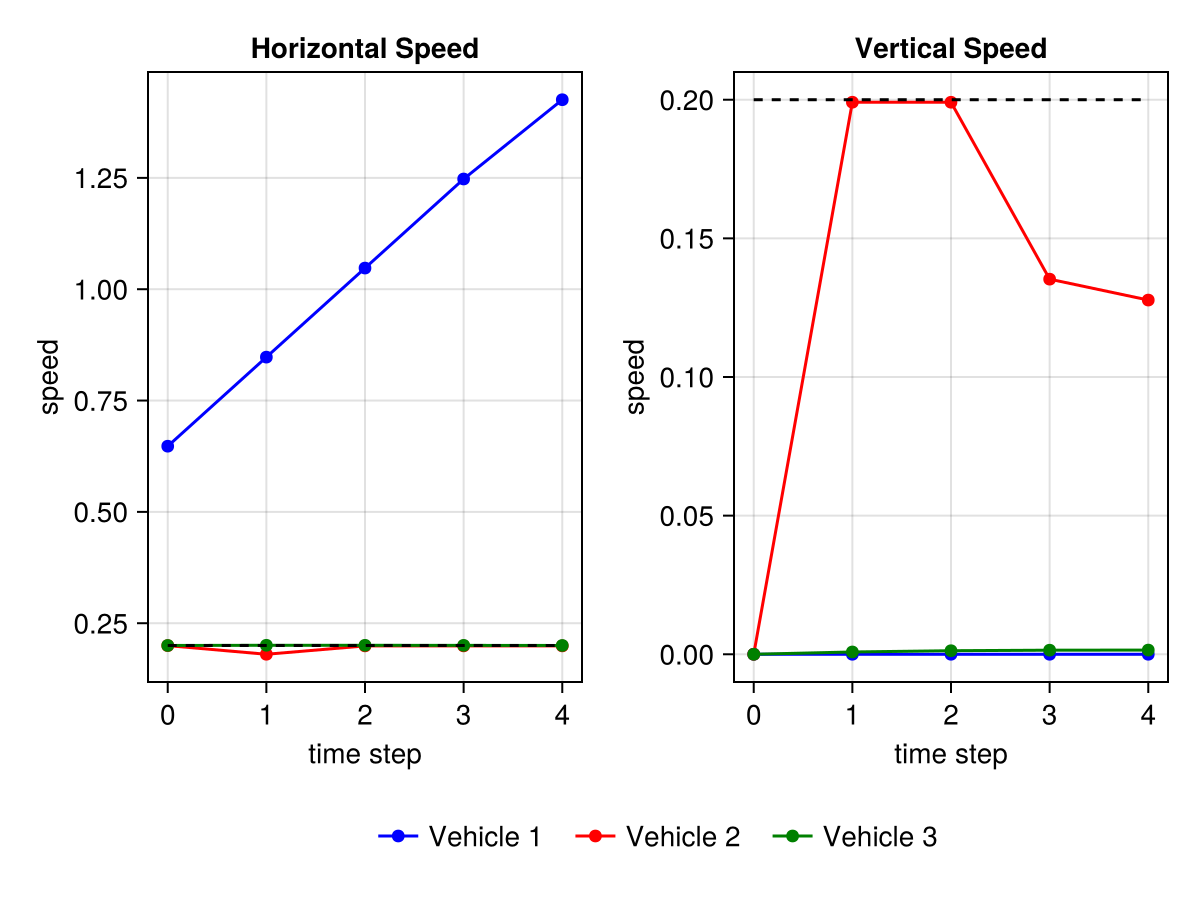 Horizontal Speed
speed
1.25
1.00
0.75
0.50
0.25
0 1 2 3 4
time step
Vertical Speed
speed
0.20
0.15
0.10
0.05
0.00
0 1 2 3 4
time step
Vehicle 1 Vehicle 2 Vehicle 3